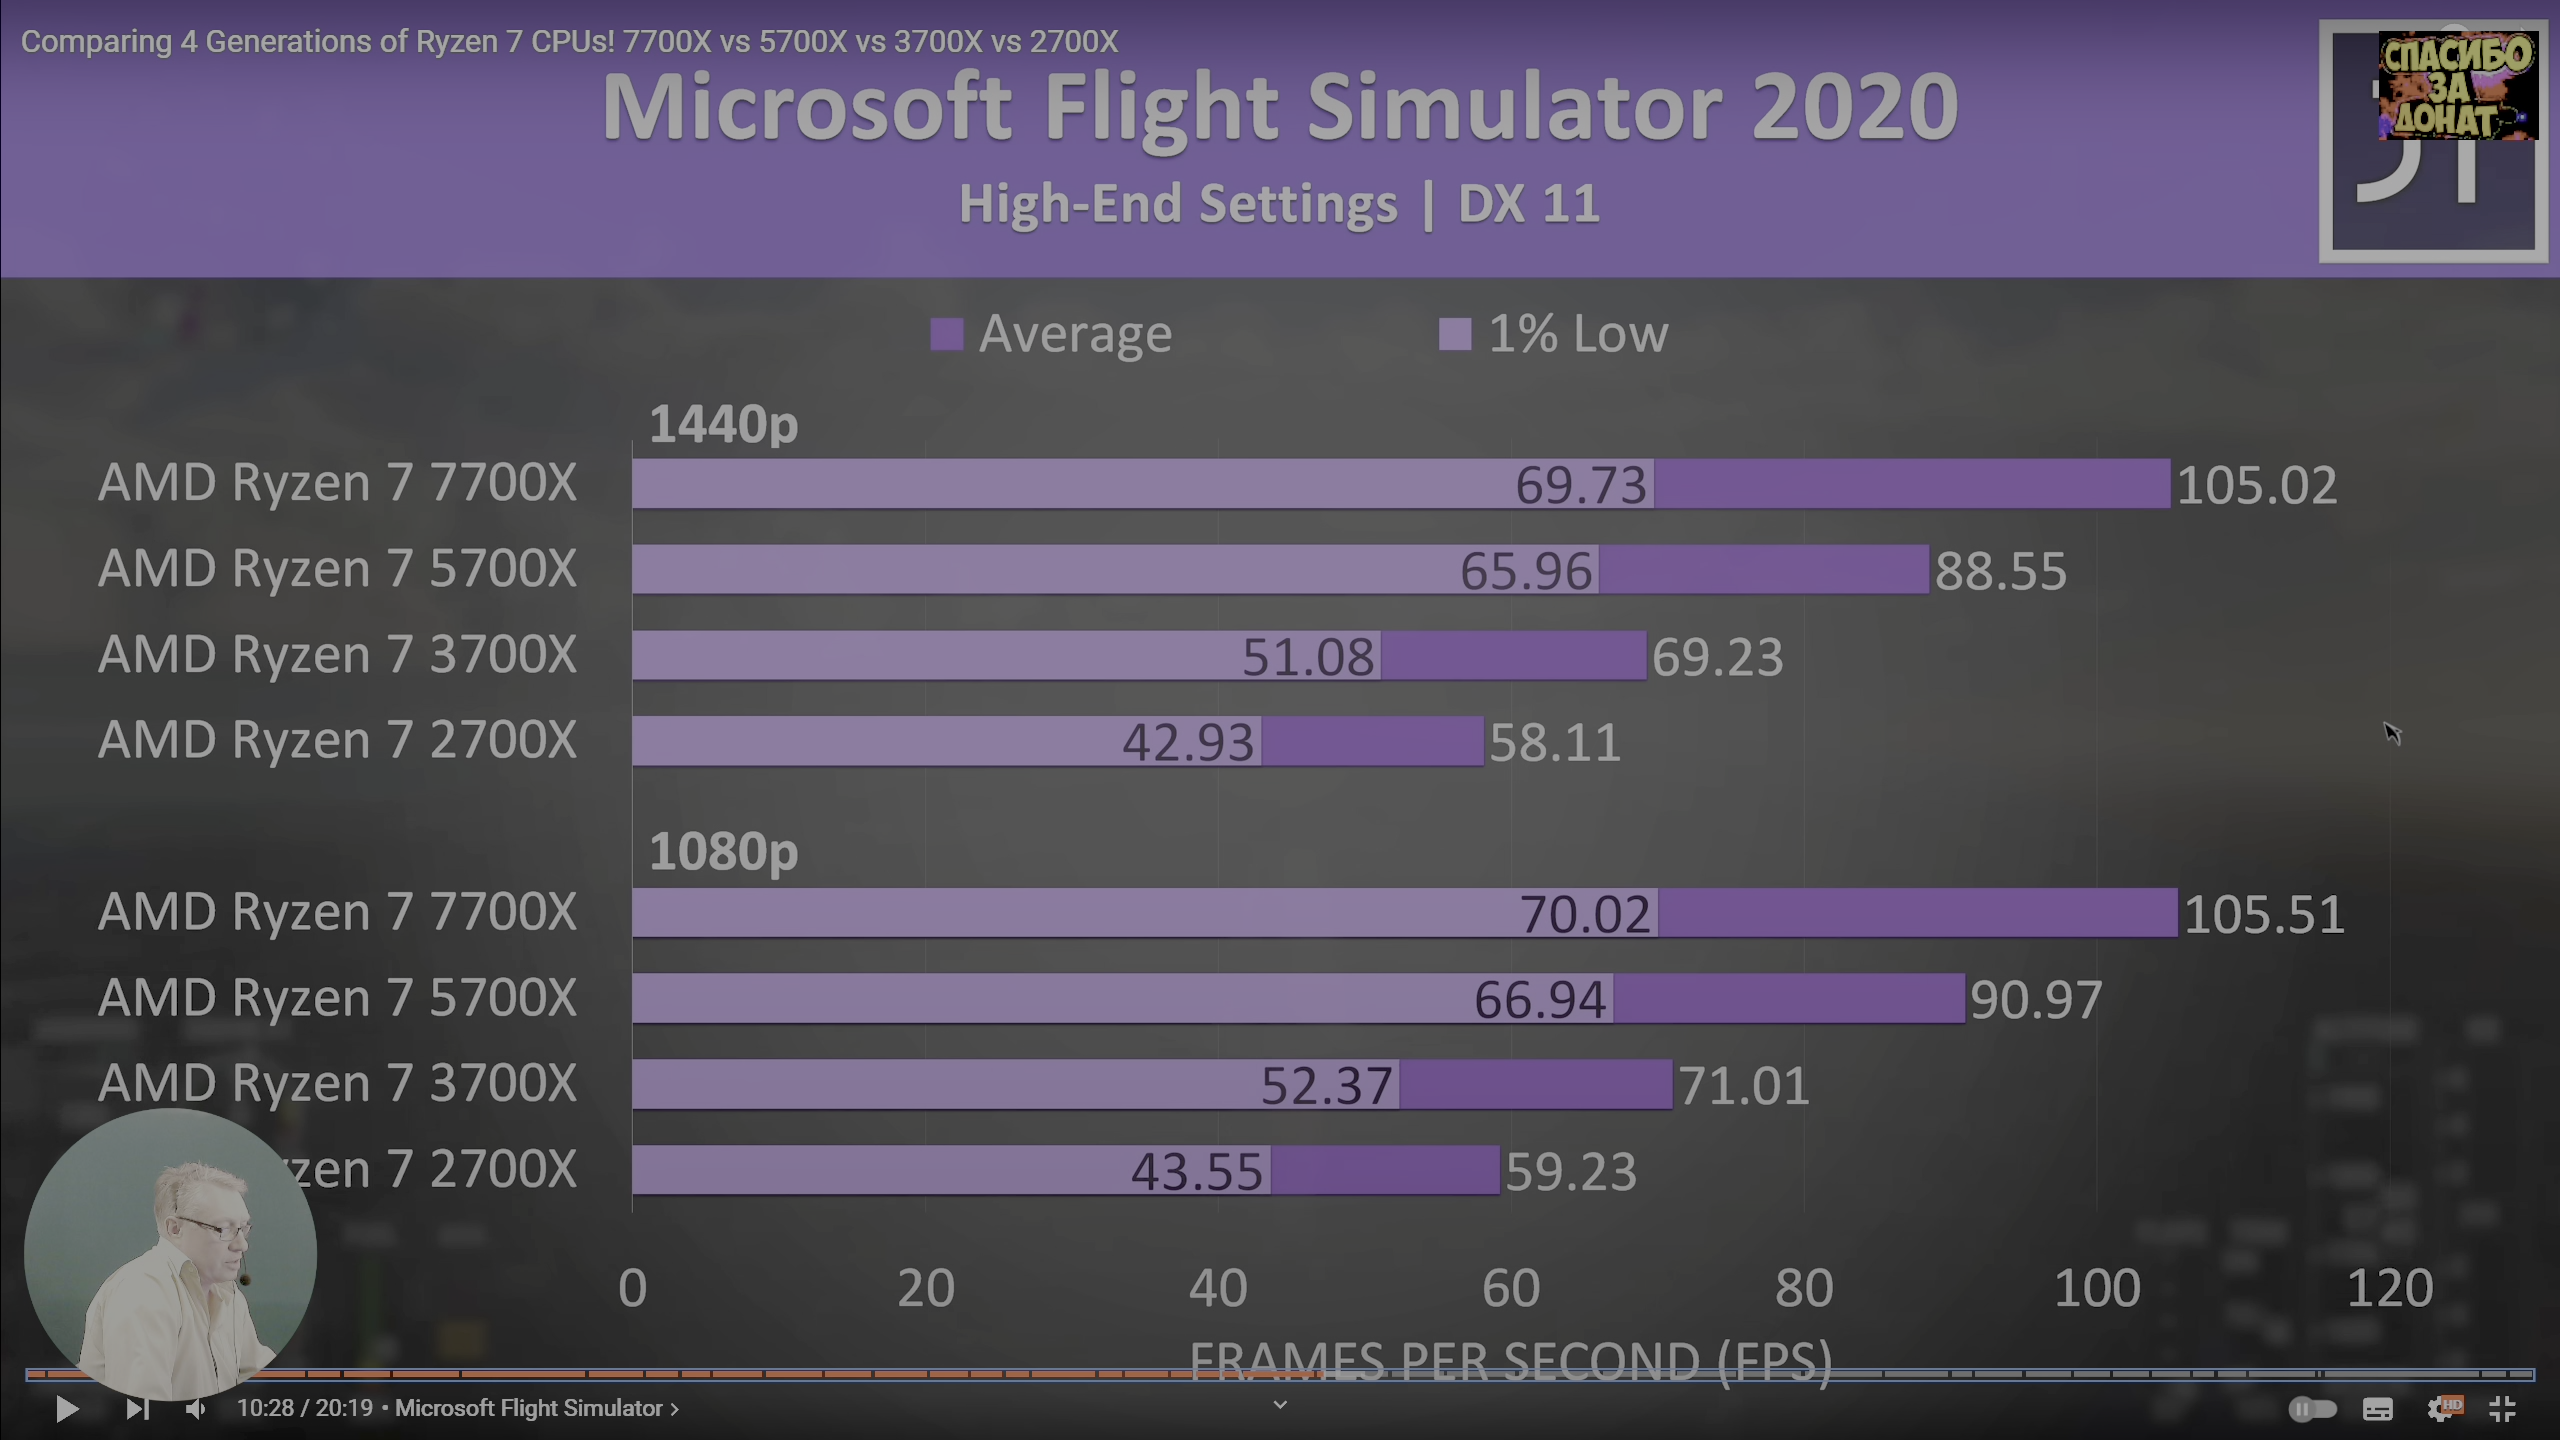 Comparing 4 Generations of Ryzen 7 CPUs! 7700X vs 5700X vs 3700X vs 2700X
Microsoft Flight Simulator 2020
High-End Settings | DX 11
СПАСИБО
ЗА
ДОНАТ
Average 1% Low
1440p
AMD Ryzen 7 7700X 69.73 105.02
AMD Ryzen 7 5700X 65.96 88.55
AMD Ryzen 7 3700X 51.08 69.23
AMD Ryzen 7 2700X 42.93 58.11
1080p
AMD Ryzen 7 7700X 70.02 105.51
AMD Ryzen 7 5700X 66.94 90.97
AMD Ryzen 7 3700X 52.37 71.01
zen 7 2700X 43.55 59.23
0 20 40 60 80 100 120
FRAMES PER SECOND (FPS)
10:28 / 20:19 • Microsoft Flight Simulator >
HD